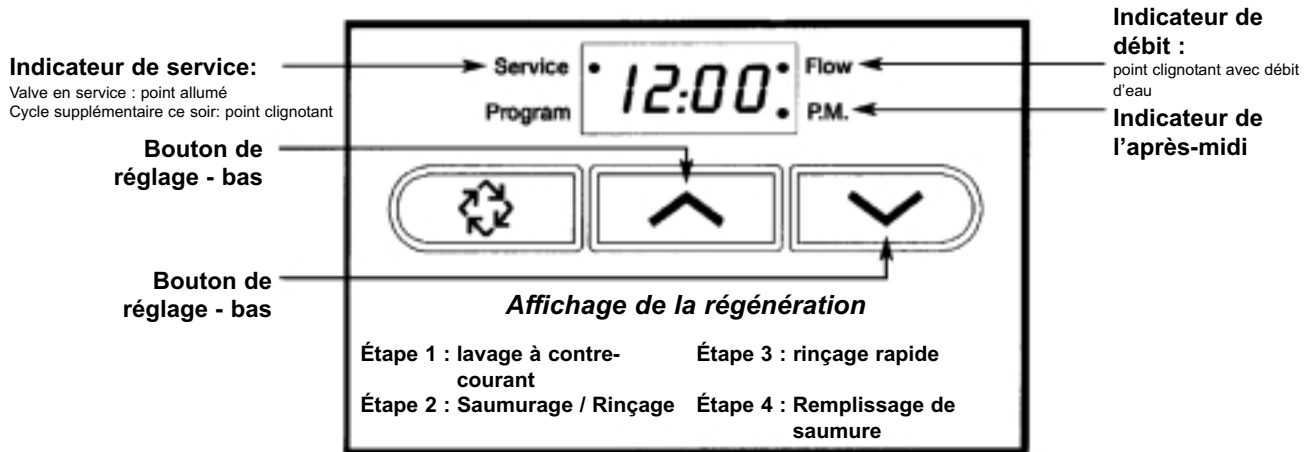 Indicateur de service:
Valve en service : point allumé
Cycle supplémentaire ce soir: point clignotant
Service
Program
12:00
Flow
P.M.
Indicateur de
débit :
point clignotant avec débit
d'eau
Indicateur de
l'après-midi
Bouton de
réglage - bas
Bouton de
réglage - bas
Affichage de la régénération
Étape 1 : lavage à contre-
courant
Étape 2 : Saumurage / Rinçage
Étape 3 : rinçage rapide
Étape 4 : Remplissage de
saumure